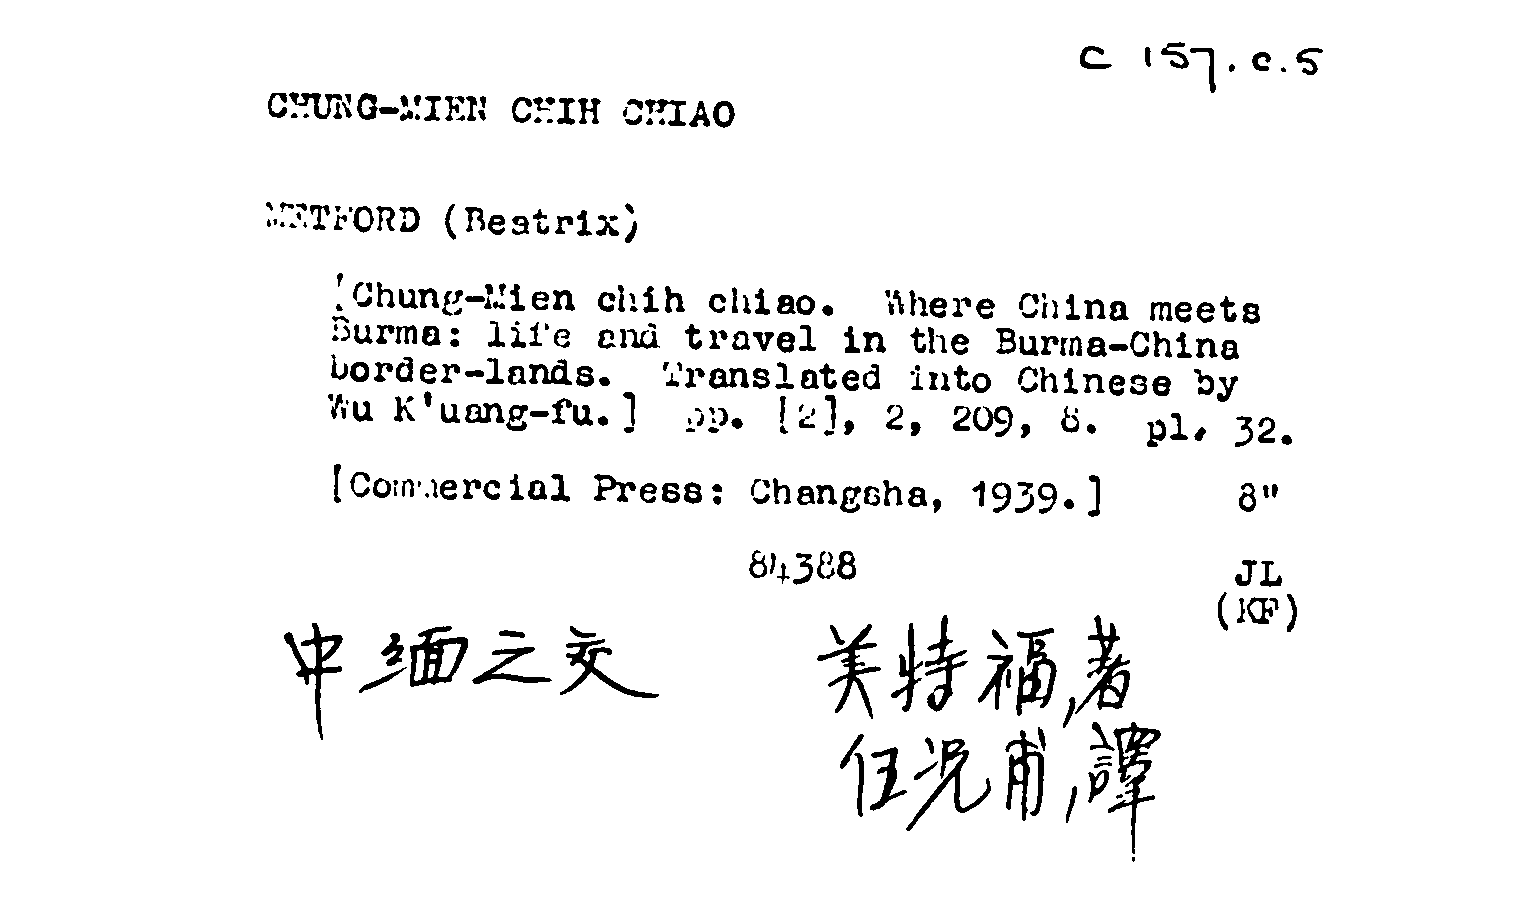 C 157.c.5
CHUNG-MIEN CHIH CHIAO
METFORD (Beatrix)
[Chung-Mien chih chiao. Where China meets
Burma: life and travel in the Burma-China
border-lands. Translated into Chinese by
Wu K'uang-fu.] pp. [2], 2, 209, 8. pl. 32.
[Commercial Press: Changsha, 1939.] 8"
84388 JL
(KF)
中缅之交 美特福,著
任況甫,譯